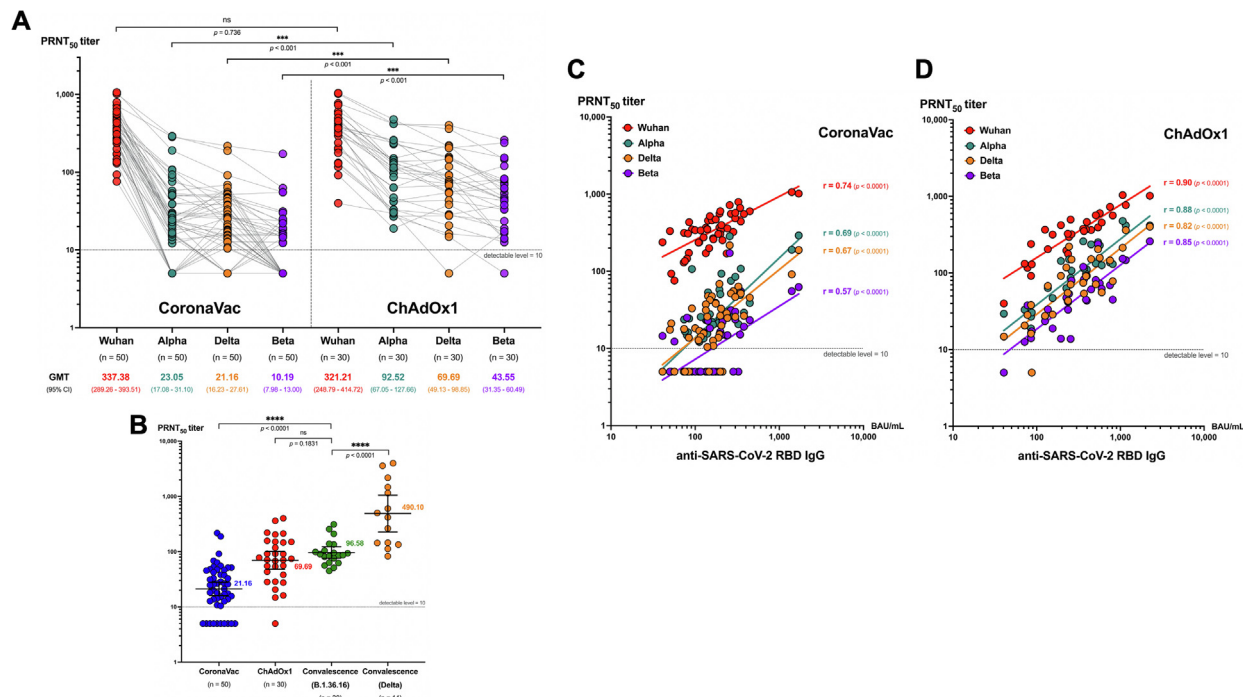 A
PRNT50 titer
ns
p = 0.736
***
p < 0.001
***
p < 0.001
***
p < 0.001
1,000
100
10
1
detectable level = 10
CoronaVac
ChAdOx1
Wuhan Alpha Delta Beta Wuhan Alpha Delta Beta
(n = 50) (n = 50) (n = 50) (n = 50) (n = 30) (n = 30) (n = 30) (n = 30)
GMT 337.38 23.05 21.16 10.19 321.21 92.52 69.69 43.55
(95% CI) (289.26 - 393.51) (17.08 - 31.10) (16.23 - 27.61) (7.98 - 13.00) (248.79 - 414.72) (67.05 - 127.66) (49.13 - 98.85) (31.35 - 60.49)
B
PRNT50 titer
****
p < 0.0001
ns
p = 0.1831
****
p < 0.0001
10,000
1,000
100
10
1
21.16
69.69
96.58
490.10
detectable level = 10
CoronaVac ChAdOx1 Convalescence Convalescence
(B.1.36.16) (Delta)
(n = 50) (n = 30)
C
PRNT50 titer
10,000
Wuhan
Alpha
Delta
Beta
CoronaVac
r = 0.74 (p < 0.0001)
r = 0.69 (p < 0.0001)
r = 0.67 (p < 0.0001)
r = 0.57 (p < 0.0001)
1,000
100
10
1
detectable level = 10
BAU/mL
10 100 1,000 10,000
anti-SARS-CoV-2 RBD IgG
D
PRNT50 titer
10,000
Wuhan
Alpha
Delta
Beta
ChAdOx1
r = 0.90 (p < 0.0001)
r = 0.88 (p < 0.0001)
r = 0.82 (p < 0.0001)
r = 0.85 (p < 0.0001)
1,000
100
10
1
detectable level = 10
BAU/mL
10 100 1,000 10,000
anti-SARS-CoV-2 RBD IgG